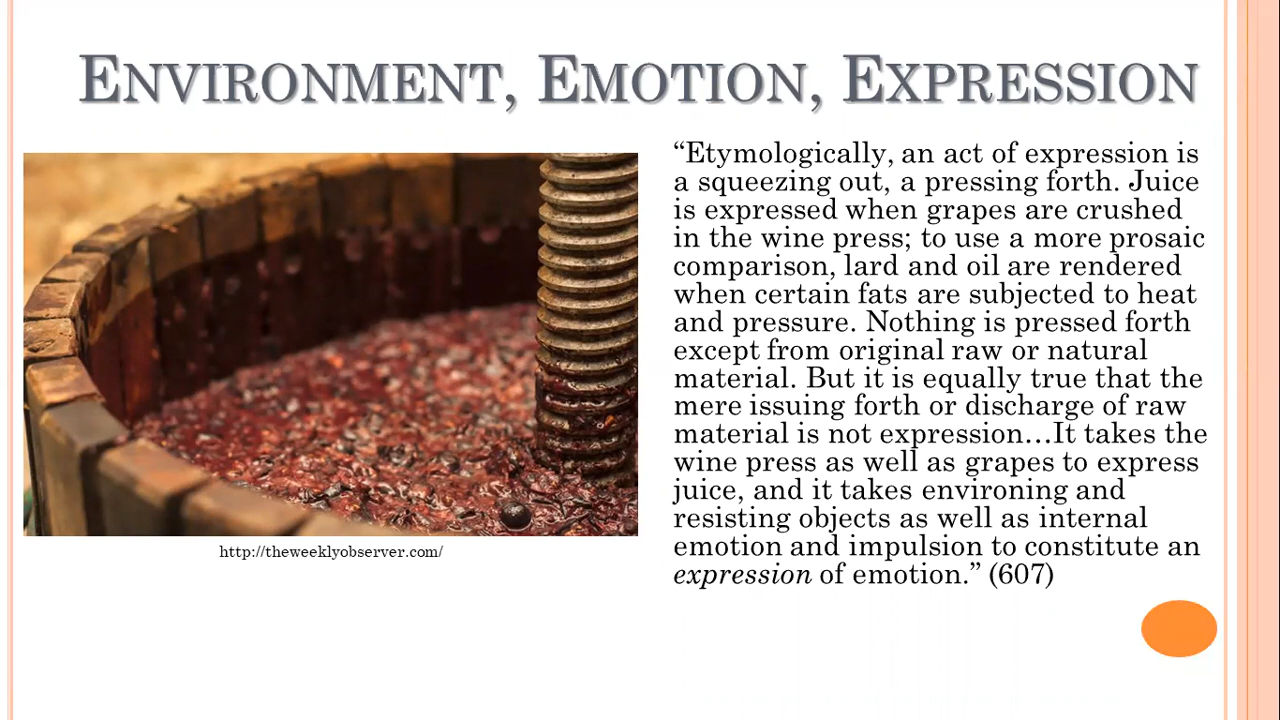 ENVIRONMENT, EMOTION, EXPRESSION
“Etymologically, an act of expression is
a squeezing out, a pressing forth. Juice
is expressed when grapes are crushed
in the wine press; to use a more prosaic
comparison, lard and oil are rendered
when certain fats are subjected to heat
and pressure. Nothing is pressed forth
except from original raw or natural
material. But it is equally true that the
mere issuing forth or discharge of raw
material is not expression…It takes the
wine press as well as grapes to express
juice, and it takes environing and
resisting objects as well as internal
emotion and impulsion to constitute an
expression of emotion.” (607)
http://theweeklyobserver.com/